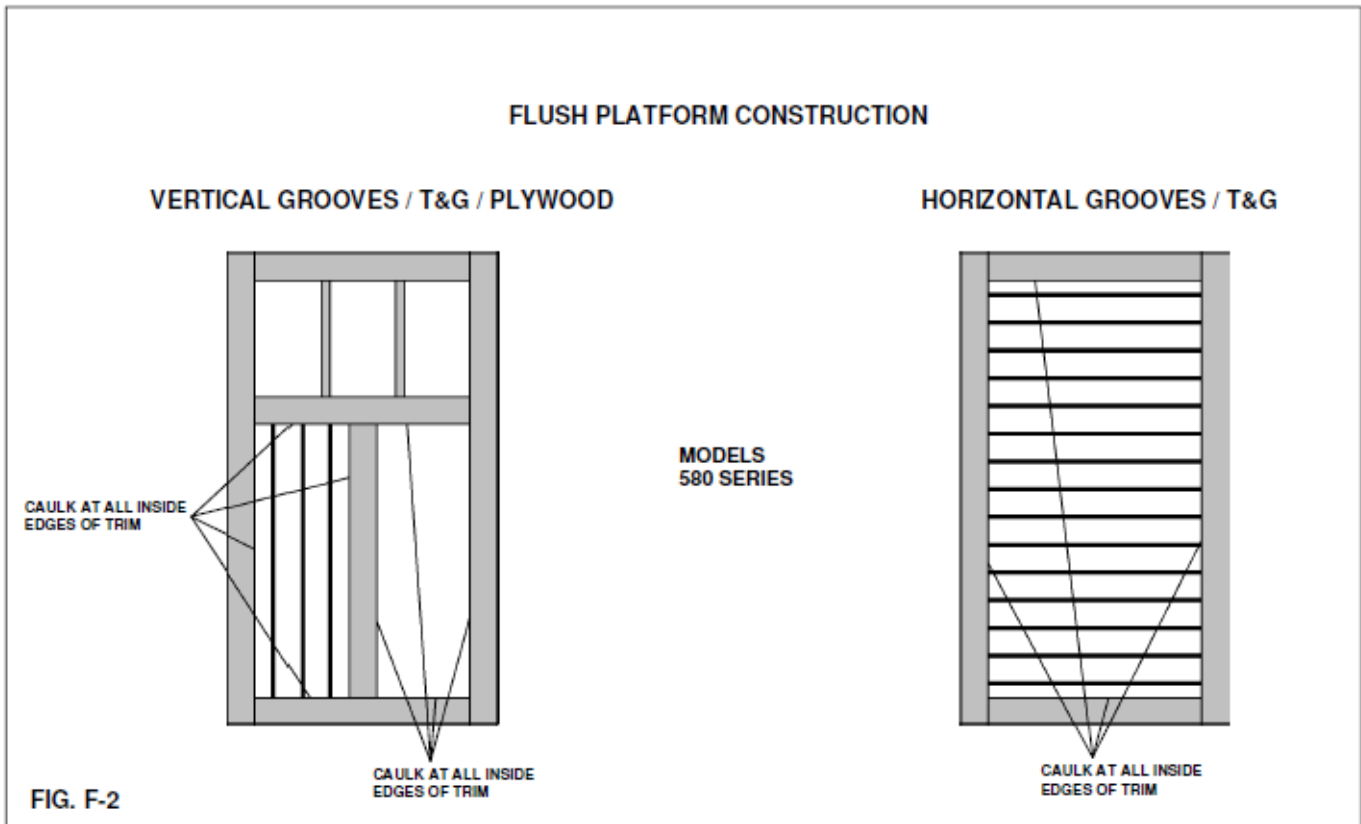 FLUSH PLATFORM CONSTRUCTION
VERTICAL GROOVES / T&G / PLYWOOD
HORIZONTAL GROOVES / T&G
MODELS
580 SERIES
CAULK AT ALL INSIDE
EDGES OF TRIM
CAULK AT ALL INSIDE
EDGES OF TRIM
CAULK AT ALL INSIDE
EDGES OF TRIM
FIG. F-2